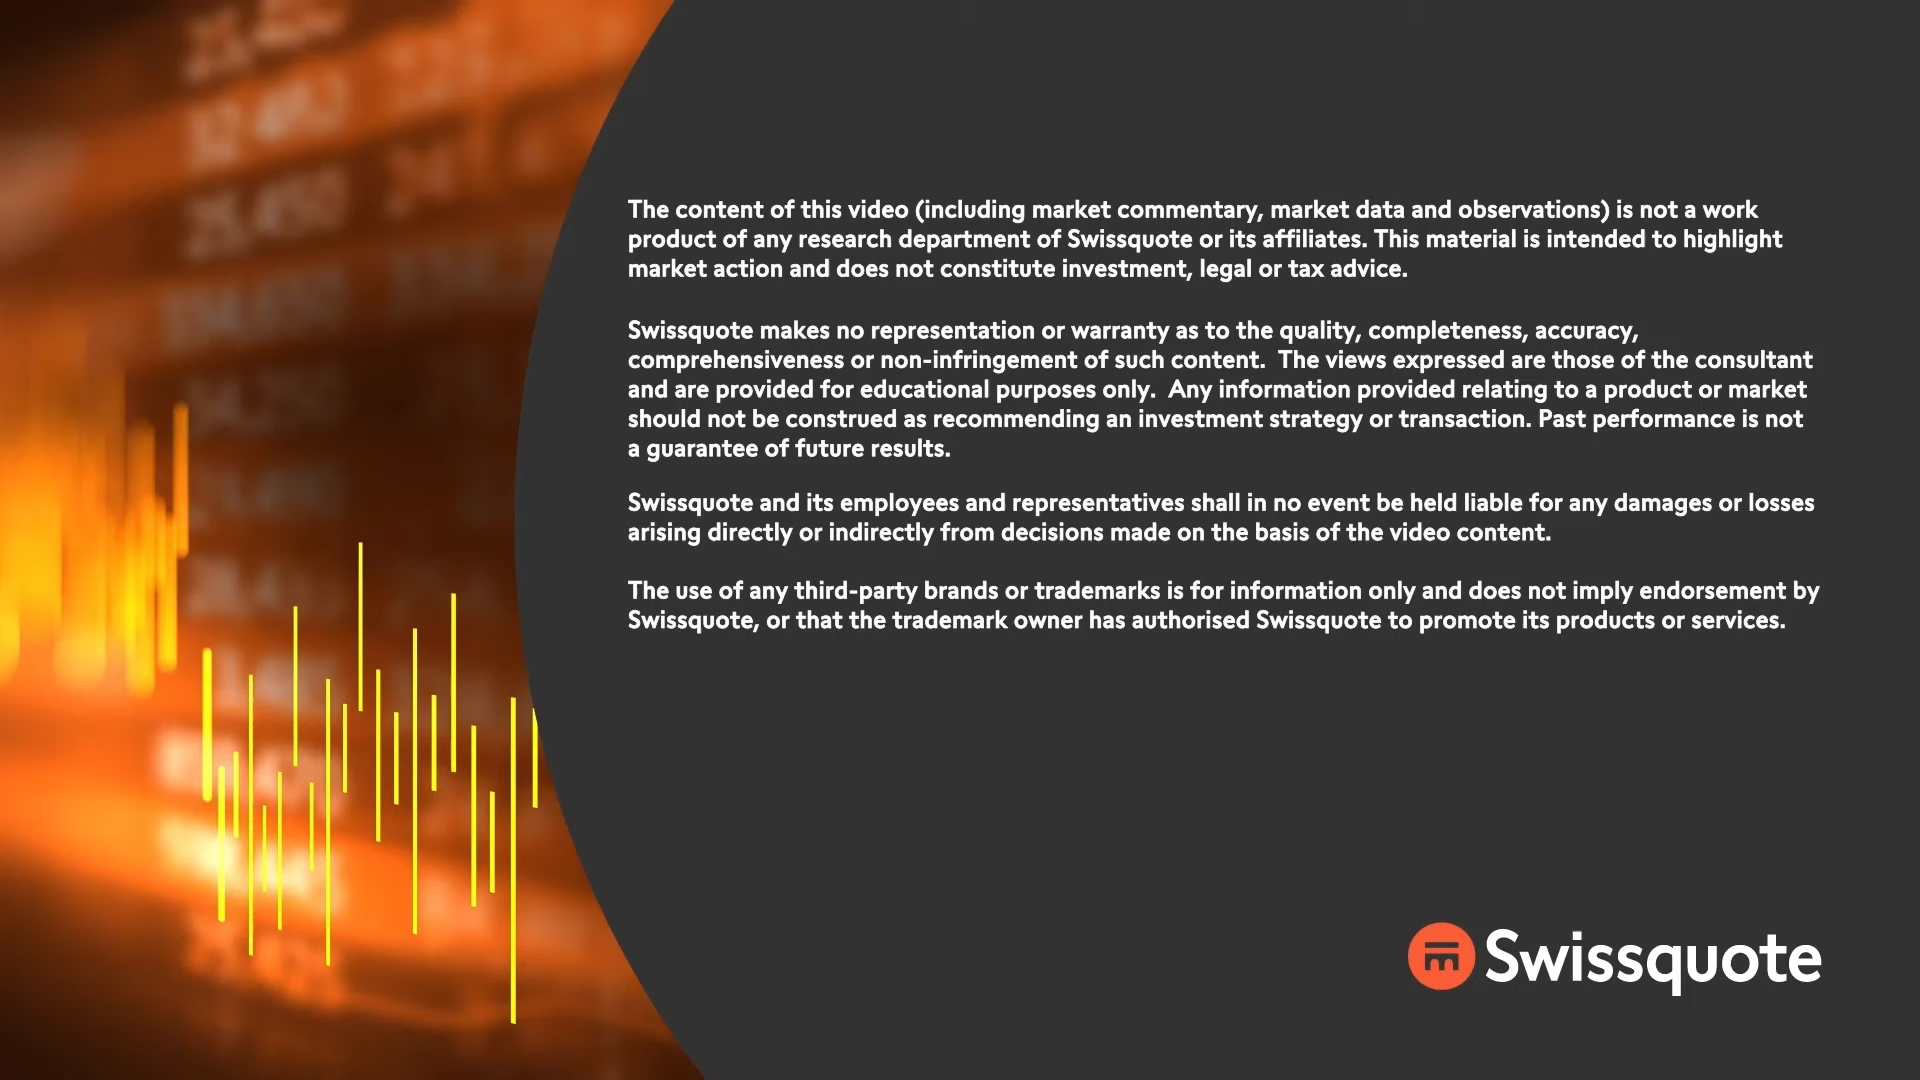 The content of this video (including market commentary, market data and observations) is not a work
product of any research department of Swissquote or its affiliates. This material is intended to highlight
market action and does not constitute investment, legal or tax advice.
Swissquote makes no representation or warranty as to the quality, completeness, accuracy,
comprehensiveness or non-infringement of such content.  The views expressed are those of the consultant
and are provided for educational purposes only.  Any information provided relating to a product or market
should not be construed as recommending an investment strategy or transaction. Past performance is not
a guarantee of future results.
Swissquote and its employees and representatives shall in no event be held liable for any damages or losses
arising directly or indirectly from decisions made on the basis of the video content.
The use of any third-party brands or trademarks is for information only and does not imply endorsement by
Swissquote, or that the trademark owner has authorised Swissquote to promote its products or services.
Swissquote